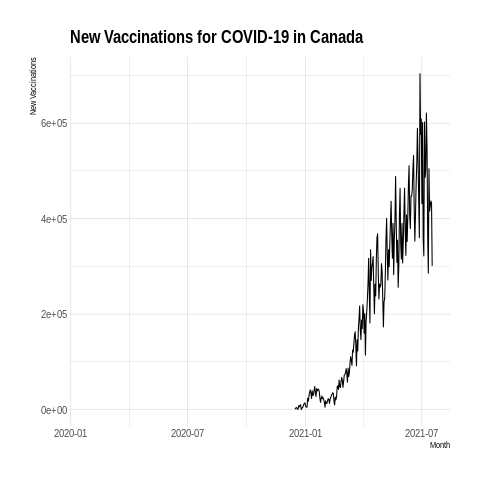 New Vaccinations for COVID-19 in Canada
New Vaccinations
6e+05
4e+05
2e+05
0e+00
2020-01 2020-07 2021-01 2021-07
Month